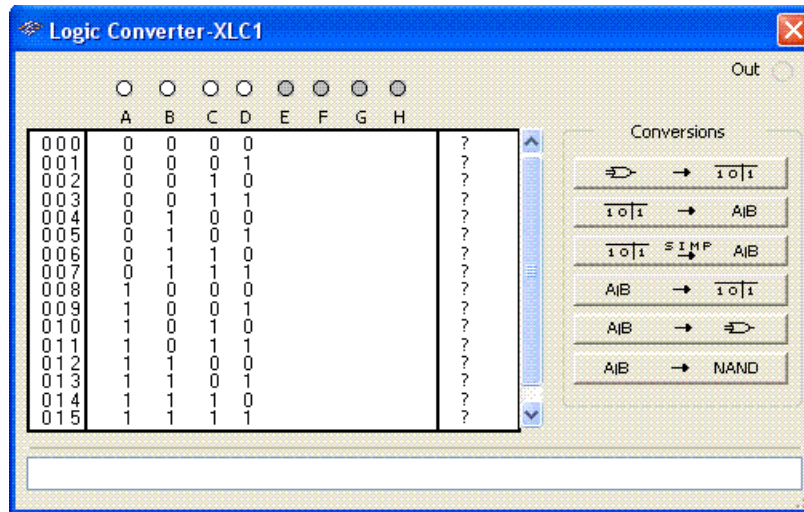 Logic Converter-XLC1
Out
A B C D E F G H
000 0 0 0 0 ?
001 0 0 0 1 ?
002 0 0 1 0 ?
003 0 0 1 1 ?
004 0 1 0 0 ?
005 0 1 0 1 ?
006 0 1 1 0 ?
007 0 1 1 1 ?
008 1 0 0 0 ?
009 1 0 0 1 ?
010 1 0 1 0 ?
011 1 0 1 1 ?
012 1 1 0 0 ?
013 1 1 0 1 ?
014 1 1 1 0 ?
015 1 1 1 1 ?
Conversions
→ 1 0|1
1 0|1 → A|B
1 0|1 SIMP → A|B
A|B → 1 0|1
A|B →
A|B → NAND